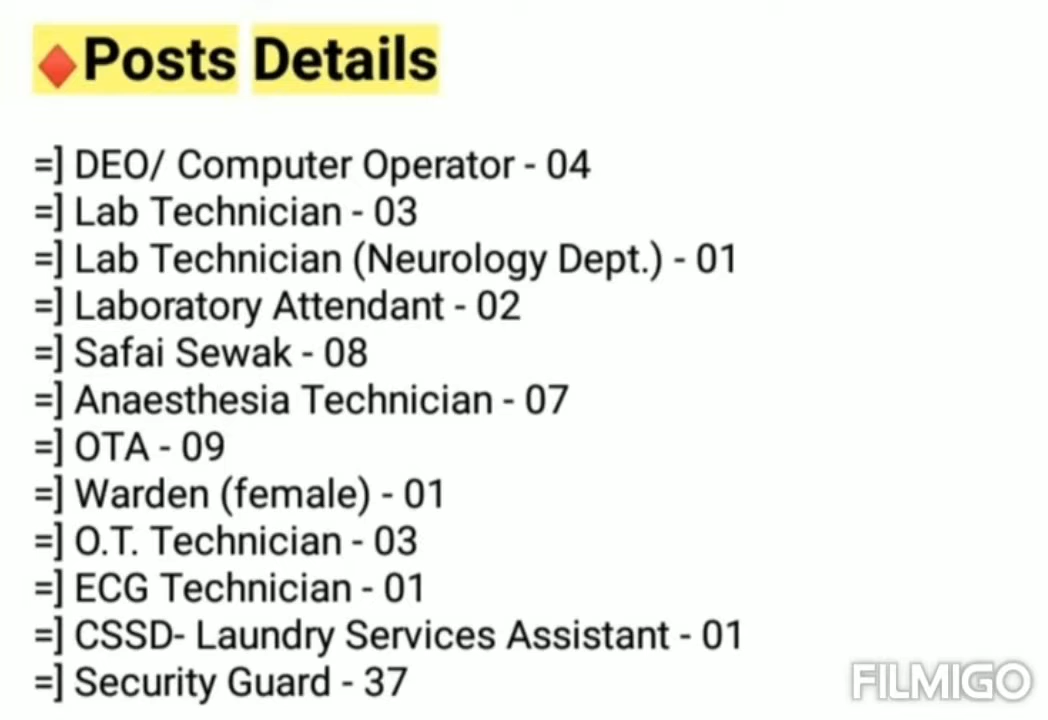 ♦Posts Details
=] DEO/ Computer Operator - 04
=] Lab Technician - 03
=] Lab Technician (Neurology Dept.) - 01
=] Laboratory Attendant - 02
=] Safai Sewak - 08
=] Anaesthesia Technician - 07
=] OTA - 09
=] Warden (female) - 01
=] O.T. Technician - 03
=] ECG Technician - 01
=] CSSD- Laundry Services Assistant - 01
=] Security Guard - 37
FILMIGO